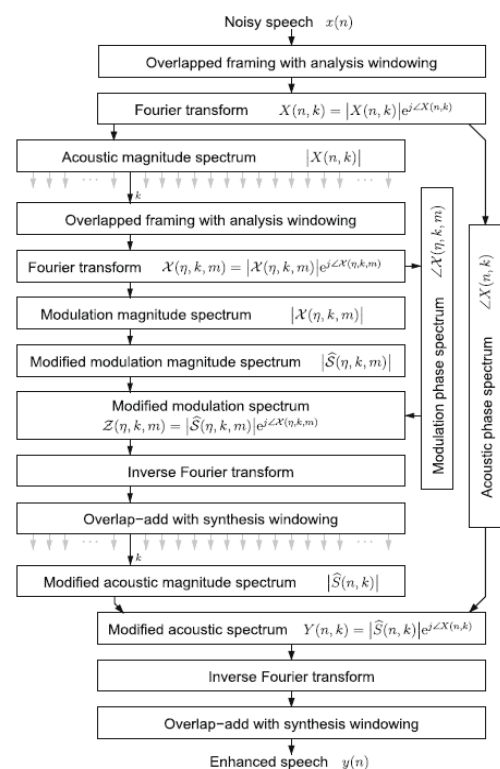 Noisy speech x(n)
Overlapped framing with analysis windowing
Fourier transform X(n, k) = |X(n, k)|e^{j∠X(n,k)}
Acoustic magnitude spectrum |X(n, k)|
... ...
k
Overlapped framing with analysis windowing
Fourier transform 𝒳(η, k, m) = |𝒳(η, k, m)|e^{j∠𝒳(η,k,m)}
Modulation magnitude spectrum |𝒳(η, k, m)|
Modified modulation magnitude spectrum |Ŝ(η, k, m)|
Modified modulation spectrum
𝒵(η, k, m) = |Ŝ(η, k, m)|e^{j∠𝒳(η,k,m)}
Inverse Fourier transform
Overlap−add with synthesis windowing
... ...
k
Modified acoustic magnitude spectrum |Ŝ(n, k)|
Modulation phase spectrum ∠𝒳(η, k, m)
Acoustic phase spectrum ∠X(n, k)
Modified acoustic spectrum Y(n, k) = |Ŝ(n, k)|e^{j∠X(n,k)}
Inverse Fourier transform
Overlap−add with synthesis windowing
Enhanced speech y(n)